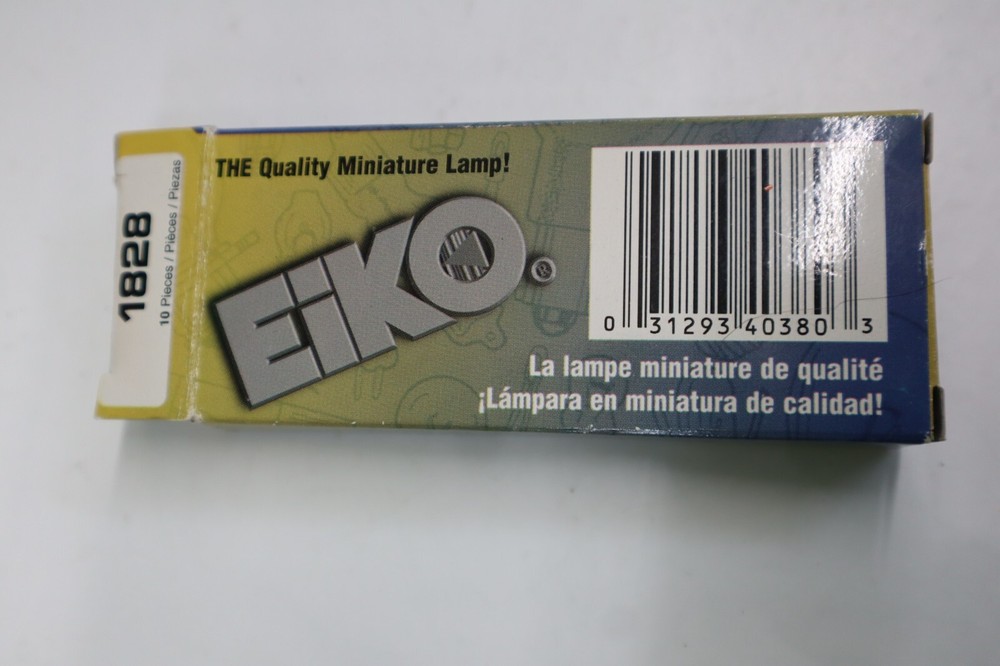 1828
10 Pieces / Pièces / Piezas
THE Quality Miniature Lamp!
EiKO®
0 31293 40380 3
La lampe miniature de qualité
¡Lámpara en miniatura de calidad!